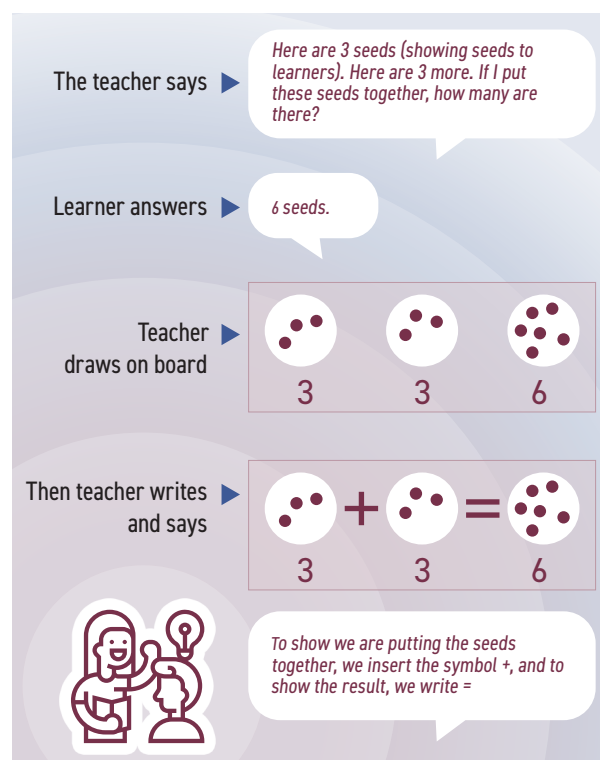 The teacher says
Here are 3 seeds (showing seeds to
learners). Here are 3 more. If I put
these seeds together, how many are
there?
Learner answers
6 seeds.
Teacher
draws on board
3 3 6
Then teacher writes
and says
+ =
3 3 6
To show we are putting the seeds
together, we insert the symbol +, and to
show the result, we write =